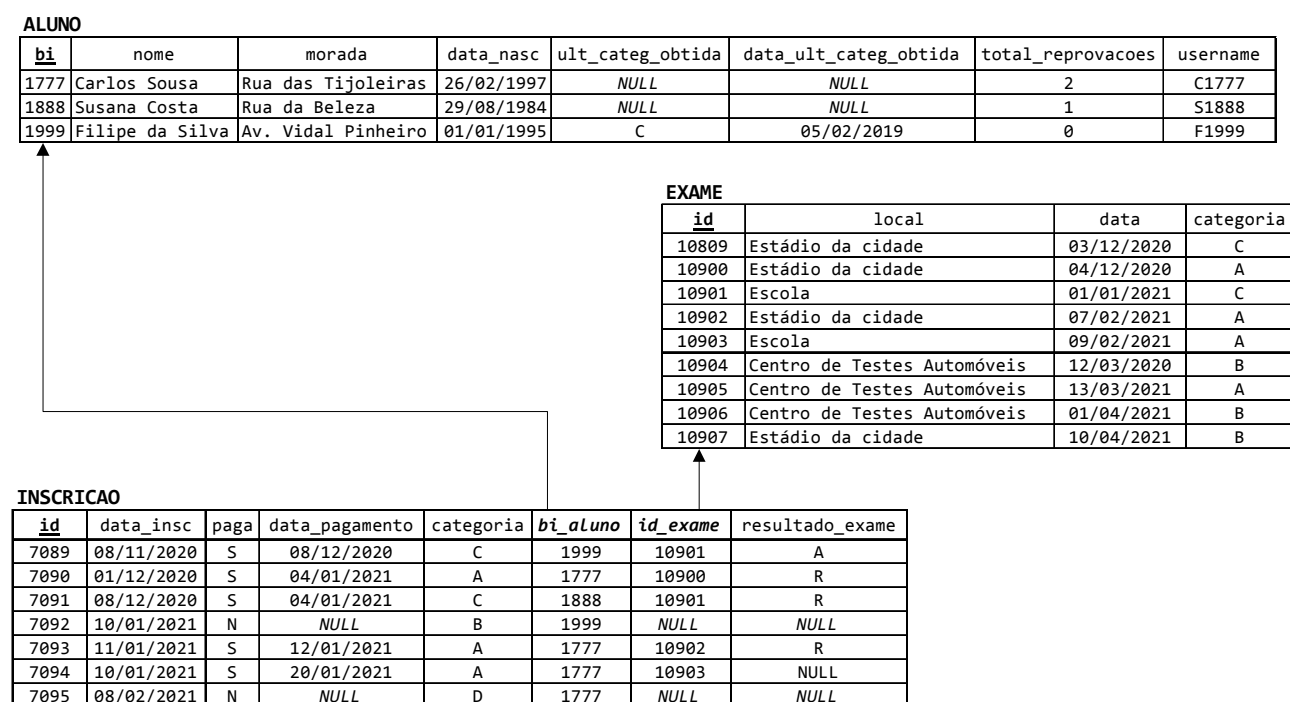 ALUNO
bi nome morada data_nasc ult_categ_obtida data_ult_categ_obtida total_reprovacoes username
1777 Carlos Sousa Rua das Tijoleiras 26/02/1997 NULL NULL 2 C1777
1888 Susana Costa Rua da Beleza 29/08/1984 NULL NULL 1 S1888
1999 Filipe da Silva Av. Vidal Pinheiro 01/01/1995 C 05/02/2019 0 F1999
EXAME
id local data categoria
10809 Estádio da cidade 03/12/2020 C
10900 Estádio da cidade 04/12/2020 A
10901 Escola 01/01/2021 C
10902 Estádio da cidade 07/02/2021 A
10903 Escola 09/02/2021 A
10904 Centro de Testes Automóveis 12/03/2020 B
10905 Centro de Testes Automóveis 13/03/2021 A
10906 Centro de Testes Automóveis 01/04/2021 B
10907 Estádio da cidade 10/04/2021 B
INSCRICAO
id data_insc paga data_pagamento categoria bi_aluno id_exame resultado_exame
7089 08/11/2020 S 08/12/2020 C 1999 10901 A
7090 01/12/2020 S 04/01/2021 A 1777 10900 R
7091 08/12/2020 S 04/01/2021 C 1888 10901 R
7092 10/01/2021 N NULL B 1999 NULL NULL
7093 11/01/2021 S 12/01/2021 A 1777 10902 R
7094 10/01/2021 S 20/01/2021 A 1777 10903 NULL
7095 08/02/2021 N NULL D 1777 NULL NULL